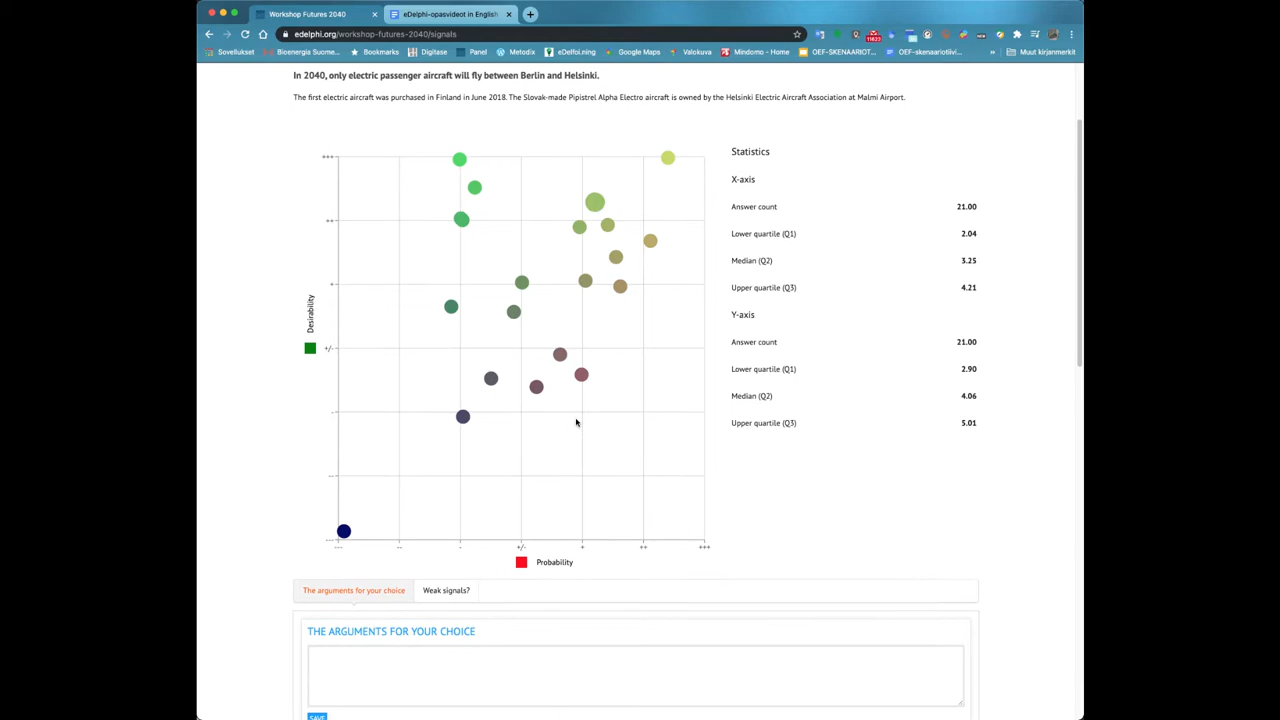 Workshop Futures 2040
eDelphi-opasvideot in English
edelphi.org/workshop-futures-2040/signals
Sovellukset
Bioenergia Suome...
Bookmarks
Digitase
Panel
Metodix
eDelfoi.ning
Google Maps
Valokuva
Mindomo - Home
OEF-SKENAARIOT...
OEF-skenaariotiivi...
»
Muut kirjanmerkit
In 2040, only electric passenger aircraft will fly between Berlin and Helsinki.
The first electric aircraft was purchased in Finland in June 2018. The Slovak-made Pipistrel Alpha Electro aircraft is owned by the Helsinki Electric Aircraft Association at Malmi Airport.
+++
++
+
+/-
-
--
---
Desirability
---
--
-
+/-
+
++
+++
Probability
Statistics
X-axis
Answer count 21.00
Lower quartile (Q1) 2.04
Median (Q2) 3.25
Upper quartile (Q3) 4.21
Y-axis
Answer count 21.00
Lower quartile (Q1) 2.90
Median (Q2) 4.06
Upper quartile (Q3) 5.01
The arguments for your choice
Weak signals?
THE ARGUMENTS FOR YOUR CHOICE
SAVE